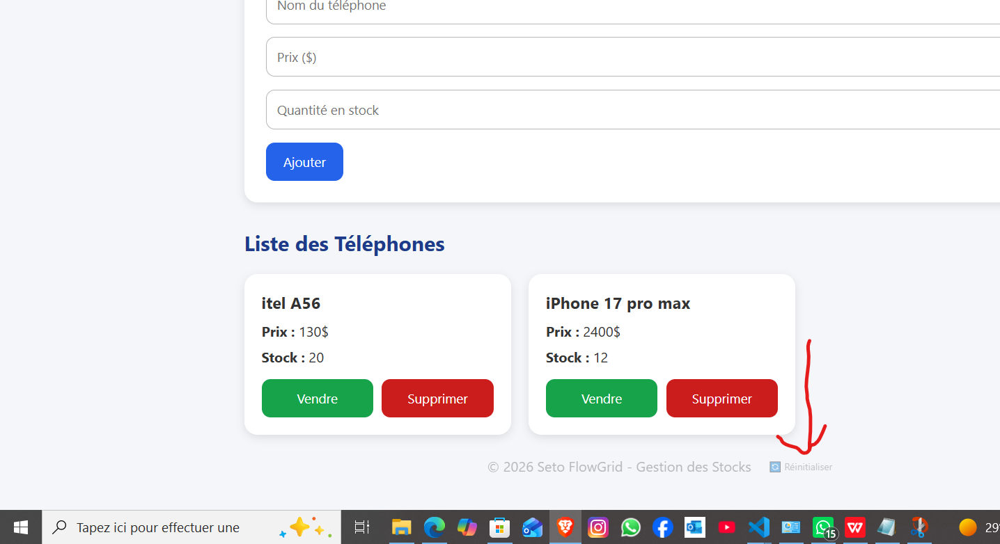 Nom du téléphone
Prix ($)
Quantité en stock
Ajouter
Liste des Téléphones
itel A56
Prix : 130$
Stock : 20
Vendre
Supprimer
iPhone 17 pro max
Prix : 2400$
Stock : 12
Vendre
Supprimer
© 2026 Seto FlowGrid - Gestion des Stocks
Réinitialiser
Tapez ici pour effectuer une
15
29°